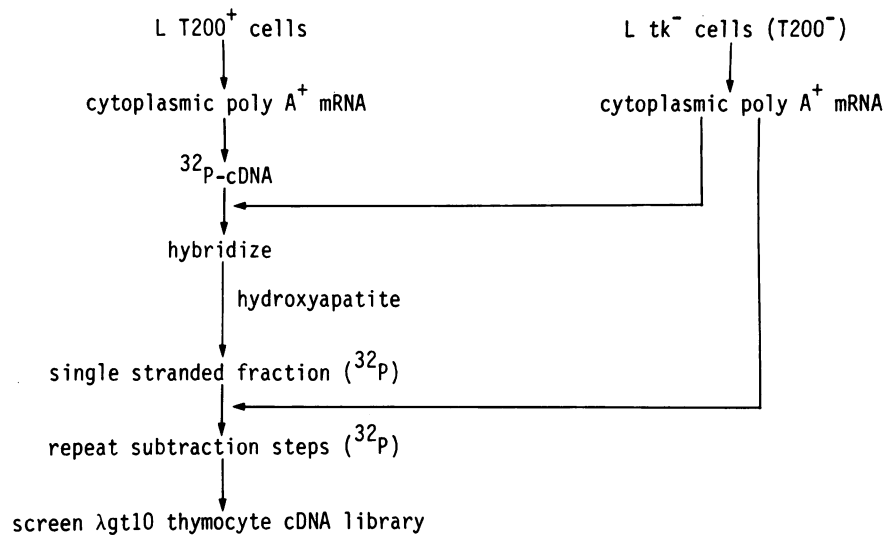 L T200⁺ cells
L tk⁻ cells (T200⁻)
cytoplasmic poly A⁺ mRNA
cytoplasmic poly A⁺ mRNA
³²P-cDNA
hybridize
hydroxyapatite
single stranded fraction (³²P)
repeat subtraction steps (³²P)
screen λgt10 thymocyte cDNA library